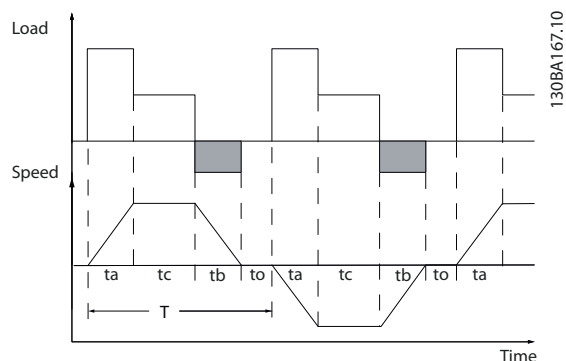 Load
130BA167.10
Speed
ta tc tb to ta tc tb to ta
T
Time